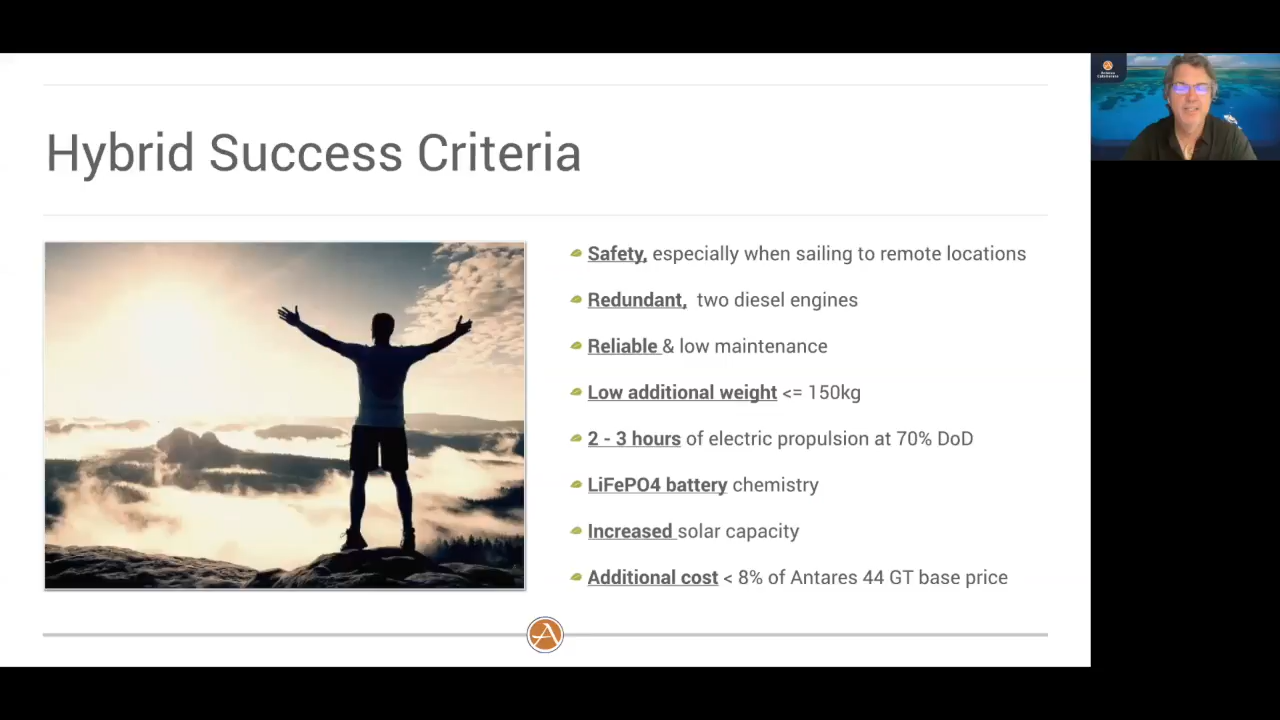 Hybrid Success Criteria
Safety, especially when sailing to remote locations
Redundant, two diesel engines
Reliable & low maintenance
Low additional weight <= 150kg
2 - 3 hours of electric propulsion at 70% DoD
LiFePO4 battery chemistry
Increased solar capacity
Additional cost < 8% of Antares 44 GT base price